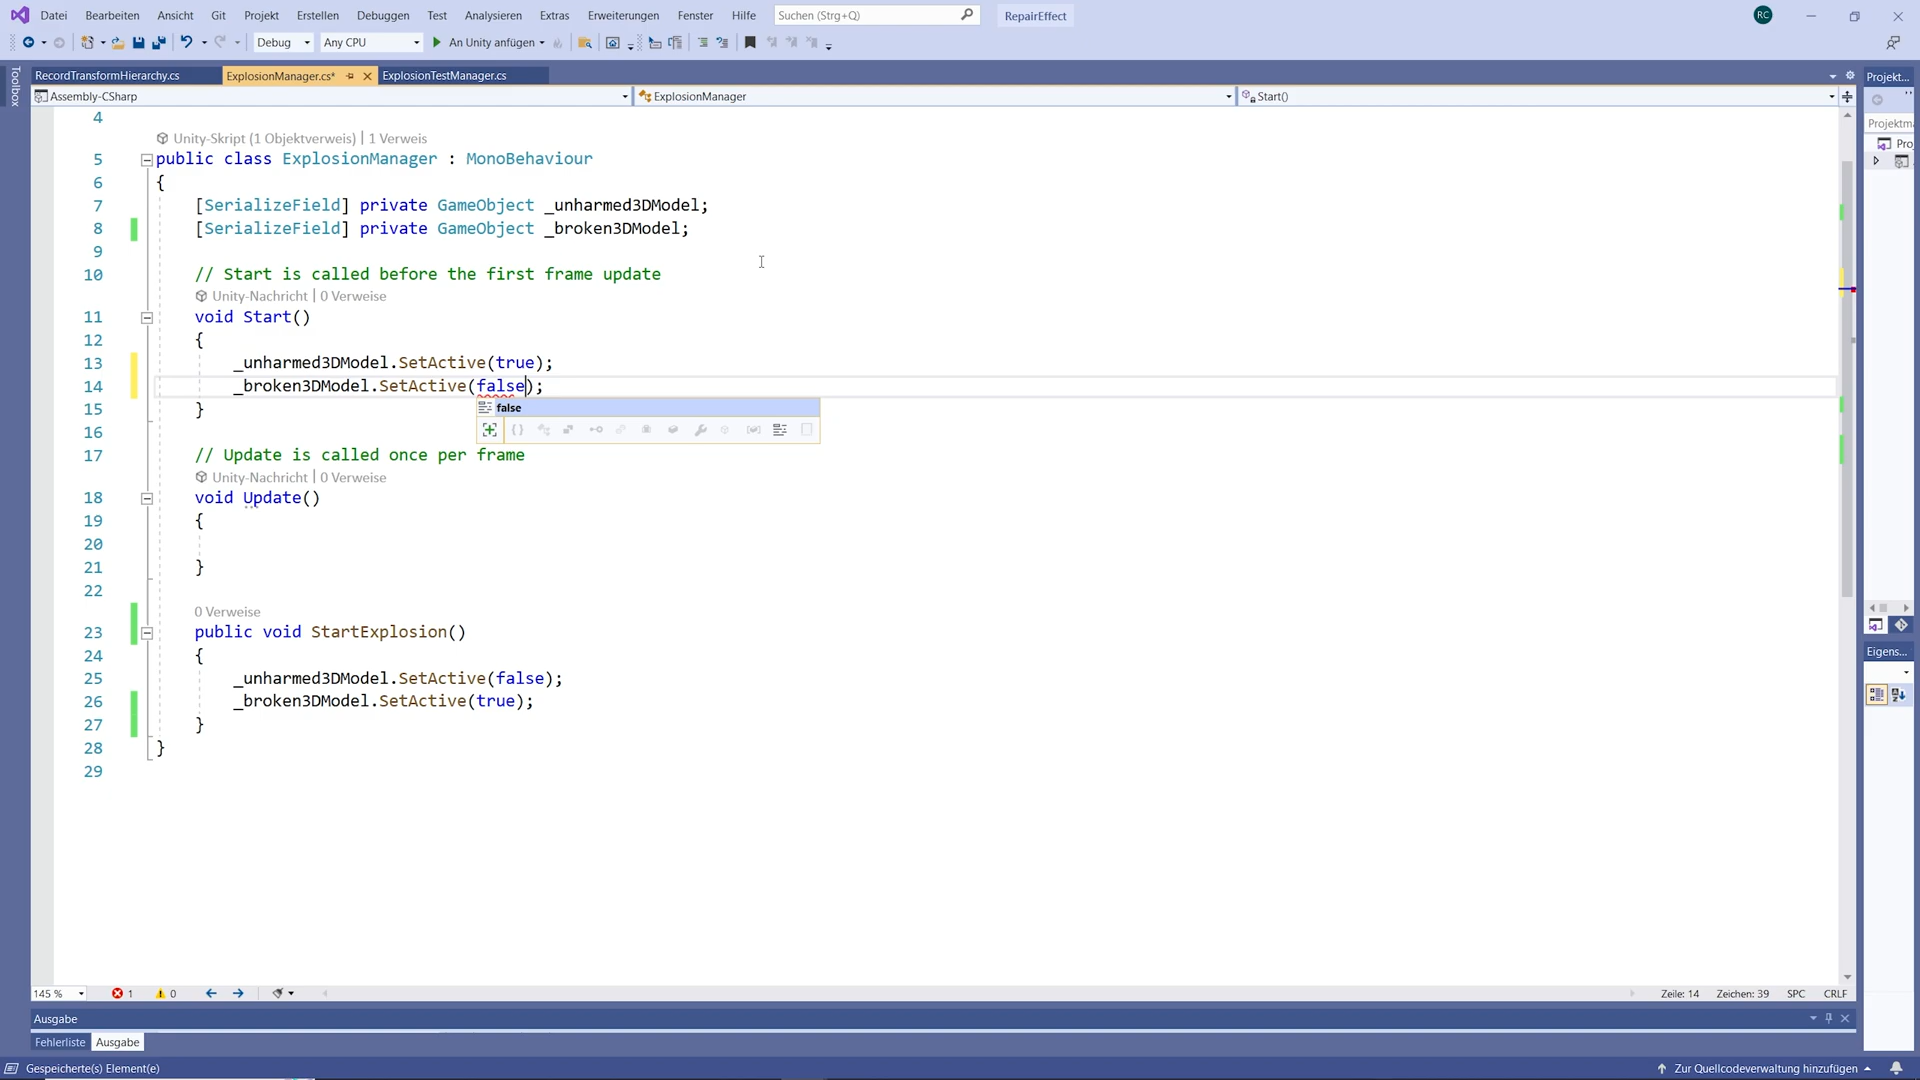 Datei Bearbeiten Ansicht Git Projekt Erstellen Debuggen Test Analysieren Extras Erweiterungen Fenster Hilfe Suchen (Strg+Q) RepairEffect RC
Debug Any CPU An Unity anfügen
Toolbox
RecordTransformHierarchy.cs ExplosionManager.cs* ExplosionTestManager.cs Projekt...
Assembly-CSharp ExplosionManager Start()
Projektma
Pro
4
Unity-Skript (1 Objektverweis) | 1 Verweis
5 public class ExplosionManager : MonoBehaviour
6 {
7 [SerializeField] private GameObject _unharmed3DModel;
8 [SerializeField] private GameObject _broken3DModel;
9
10 // Start is called before the first frame update
Unity-Nachricht | 0 Verweise
11 void Start()
12 {
13 _unharmed3DModel.SetActive(true);
14 _broken3DModel.SetActive(false);
false
15 }
16
17 // Update is called once per frame
Unity-Nachricht | 0 Verweise
18 void Update()
19 {
20
21 }
22
0 Verweise
23 public void StartExplosion()
24 {
25 _unharmed3DModel.SetActive(false);
26 _broken3DModel.SetActive(true);
27 }
28 }
29
Eigens...
145 % 1 0 Zeile: 14 Zeichen: 39 SPC CRLF
Ausgabe
Fehlerliste Ausgabe
Gespeicherte(s) Element(e) Zur Quellcodeverwaltung hinzufügen